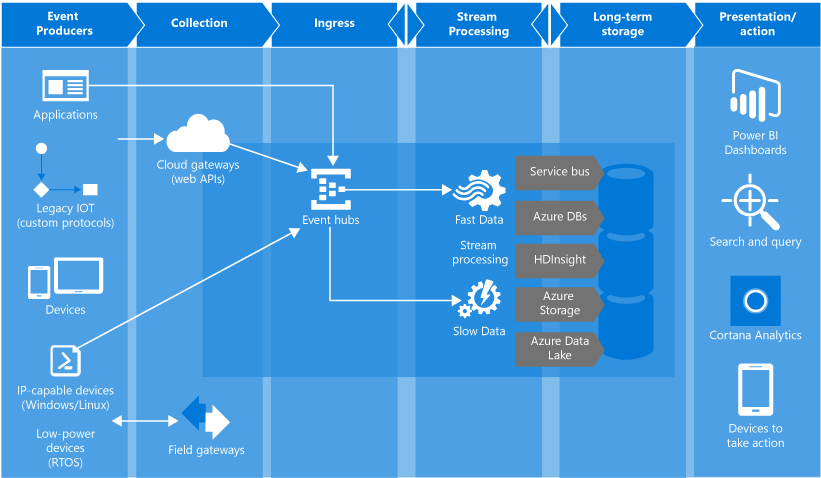 Event
Producers
Collection
Ingress
Stream
Processing
Long-term
storage
Presentation/
action
Applications
Cloud gateways
(web APIs)
Legacy IOT
(custom protocols)
Devices
IP-capable devices
(Windows/Linux)
Low-power
devices
(RTOS)
Field gateways
Event hubs
Fast Data
Stream
processing
Slow Data
Service bus
Azure DBs
HDInsight
Azure
Storage
Azure Data
Lake
Power BI
Dashboards
Search and query
Cortana Analytics
Devices to
take action